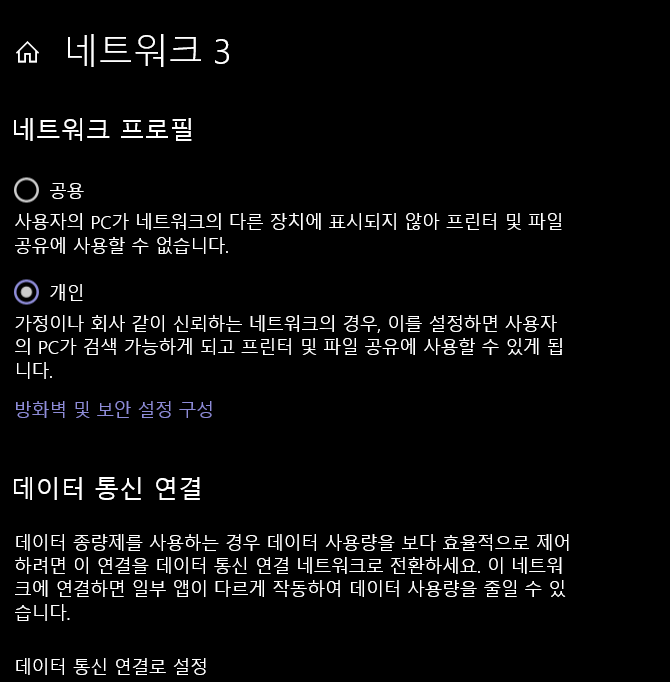 네트워크 3
네트워크 프로필
공용
사용자의 PC가 네트워크의 다른 장치에 표시되지 않아 프린터 및 파일
공유에 사용할 수 없습니다.
개인
가정이나 회사 같이 신뢰하는 네트워크의 경우, 이를 설정하면 사용자
의 PC가 검색 가능하게 되고 프린터 및 파일 공유에 사용할 수 있게 됩
니다.
방화벽 및 보안 설정 구성
데이터 통신 연결
데이터 종량제를 사용하는 경우 데이터 사용량을 보다 효율적으로 제어
하려면 이 연결을 데이터 통신 연결 네트워크로 전환하세요. 이 네트워
크에 연결하면 일부 앱이 다르게 작동하여 데이터 사용량을 줄일 수 있
습니다.
데이터 통신 연결로 설정